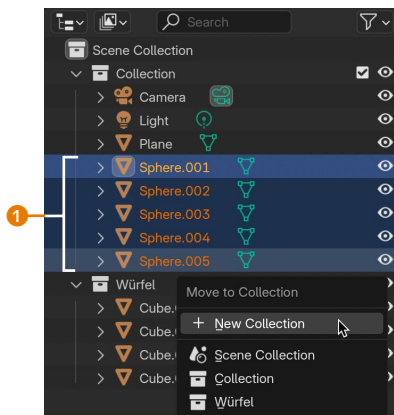 Search
Scene Collection
Collection
Camera
Light
Plane
Sphere.001
1
Sphere.002
Sphere.003
Sphere.004
Sphere.005
Würfel
Move to Collection
Cube.
+ New Collection
Cube.
Cube.
Scene Collection
Cube.
Collection
Würfel